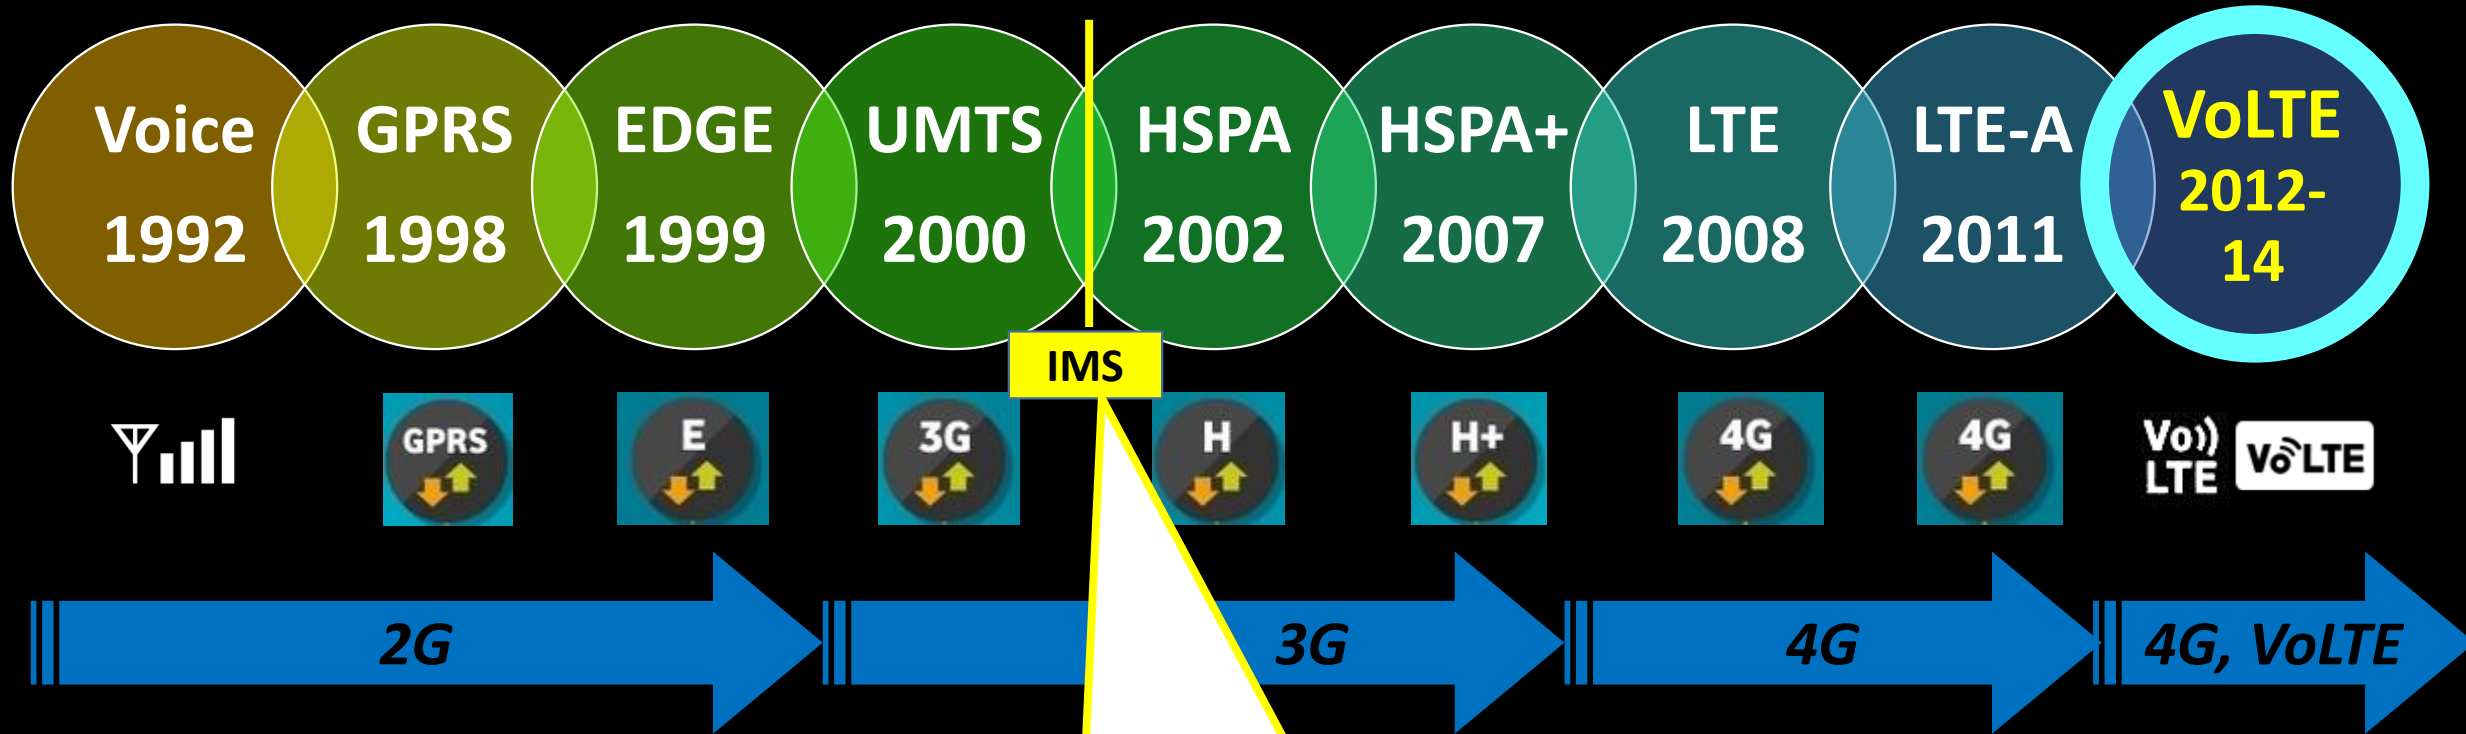 Voice
1992
GPRS
1998
EDGE
1999
UMTS
2000
HSPA
2002
HSPA+
2007
LTE
2008
LTE-A
2011
VoLTE
2012-
14
IMS
GPRS
E
3G
H
H+
4G
4G
Vo))
LTE
VoLTE
2G
3G
4G
4G, VoLTE